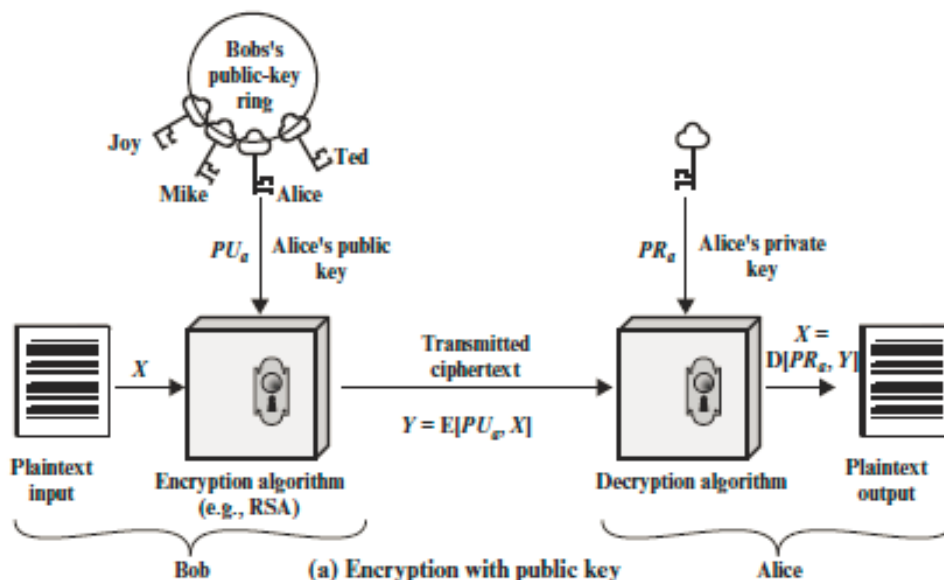 Bobs's
public-key
ring
Joy
Ted
Mike
Alice
PUa
Alice's public
key
PRa
Alice's private
key
X
Transmitted
ciphertext
X =
D[PRa, Y]
Y = E[PUa, X]
Plaintext
input
Encryption algorithm
(e.g., RSA)
Decryption algorithm
Plaintext
output
Bob
(a) Encryption with public key
Alice